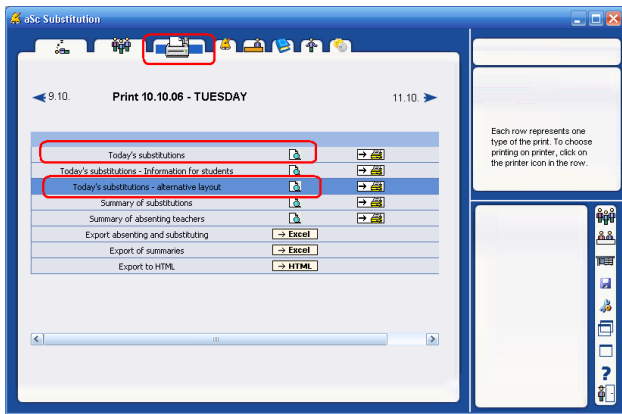 aSc Substitution
9.10.
Print 10.10.06 - TUESDAY
11.10.
Each row represents one
type of the print. To choose
printing on printer, click on
the printer icon in the row.
Today's substitutions
Today's substitutions - Information for students
Today's substitutions - alternative layout
Summary of substitutions
Summary of absenting teachers
Export absenting and substituting → Excel
Export of summaries → Excel
Export to HTML → HTML
?